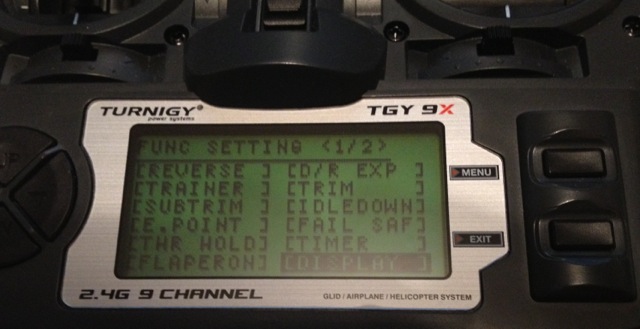 TURNIGY®
power systems
TGY 9X
FUNC SETTING <1/2>
[REVERSE ] [D/R EXP ]
[TRAINER ] [TRIM ]
[SUBTRIM ] [IDLEDOWN]
[E.POINT ] [FAIL SAF]
[THR HOLD] [TIMER ]
[FLAPERON] [DISPLAY ]
MENU
EXIT
2.4G 9 CHANNEL
GLID / AIRPLANE / HELICOPTER SYSTEM